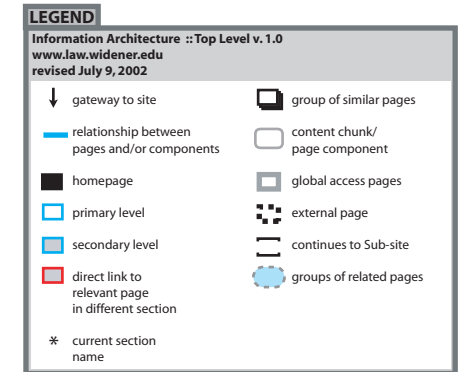 LEGEND
Information Architecture :: Top Level v. 1.0
www.law.widener.edu
revised July 9, 2002
gateway to site
relationship between
pages and/or components
homepage
primary level
secondary level
direct link to
relevant page
in different section
* current section
name
group of similar pages
content chunk/
page component
global access pages
external page
continues to Sub-site
groups of related pages